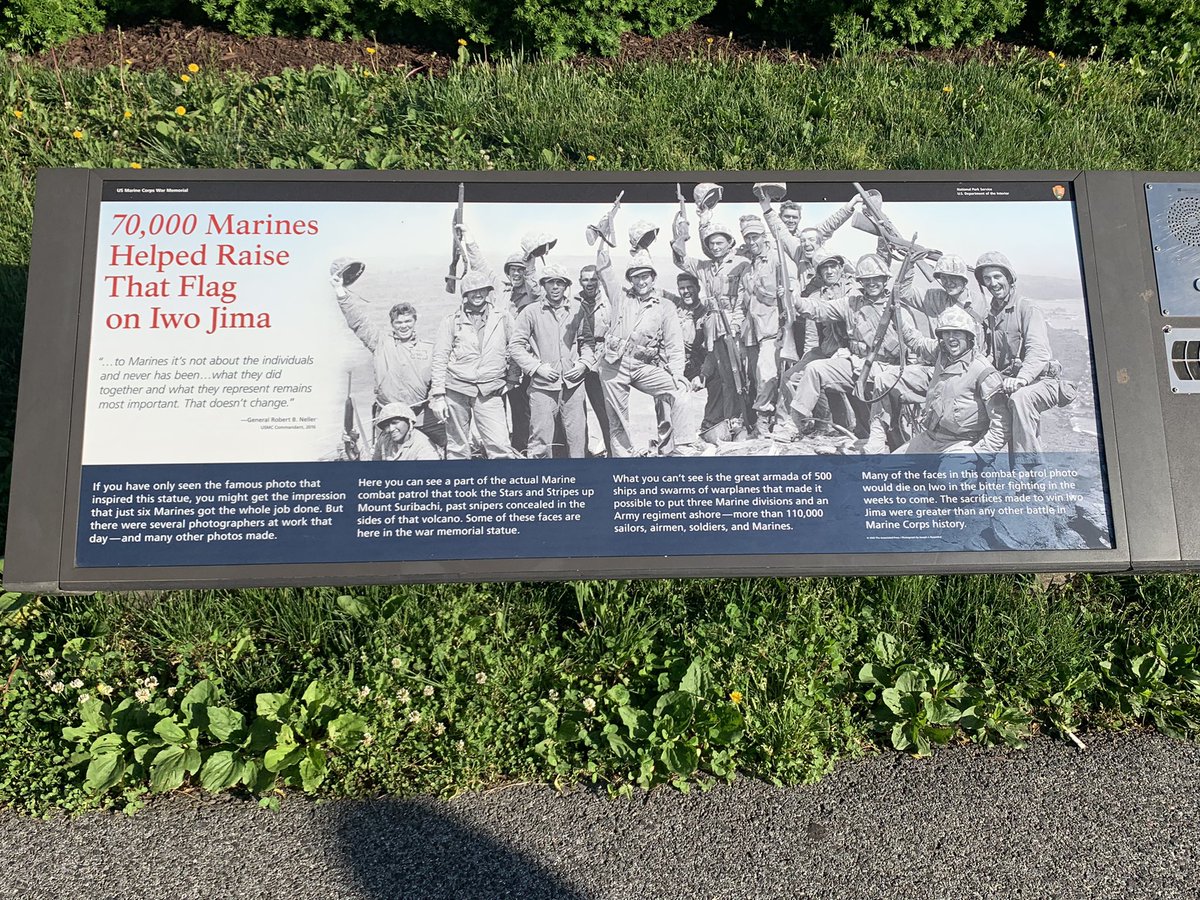 US Marine Corps War Memorial
National Park Service
U.S. Department of the Interior
70,000 Marines
Helped Raise
That Flag
on Iwo Jima
“…to Marines it’s not about the individuals
and never has been…what they did
together and what they represent remains
most important. That doesn’t change.”
—General Robert B. Neller
USMC Commandant, 2016
If you have only seen the famous photo that
inspired this statue, you might get the impression
that just six Marines got the whole job done. But
there were several photographers at work that
day—and many other photos made.
Here you can see a part of the actual Marine
combat patrol that took the Stars and Stripes up
Mount Suribachi, past snipers concealed in the
sides of that volcano. Some of these faces are
here in the war memorial statue.
What you can’t see is the great armada of 500
ships and swarms of warplanes that made it
possible to put three Marine divisions and an
Army regiment ashore—more than 110,000
sailors, airmen, soldiers, and Marines.
Many of the faces in this combat patrol photo
would die on Iwo in the bitter fighting in the
weeks to come. The sacrifices made to win Iwo
Jima were greater than any other battle in
Marine Corps history.